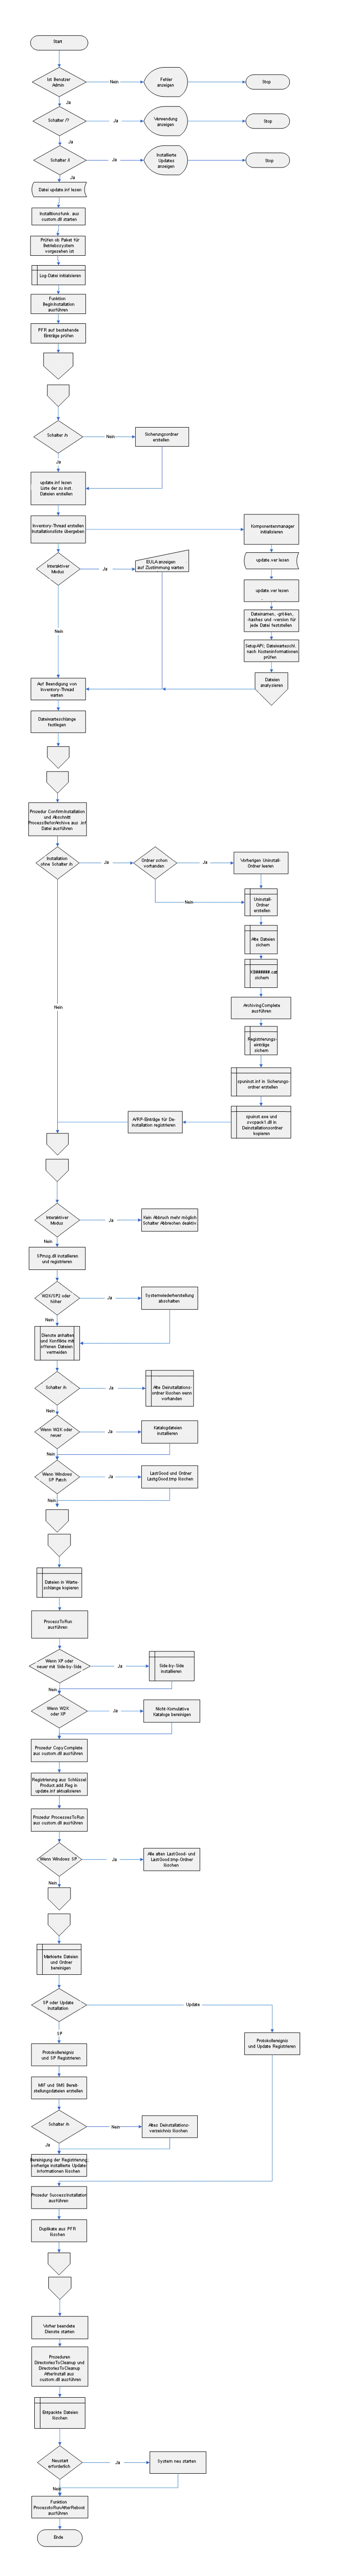 Start
Ist Benutzer
Admin
Nein
Fehler
anzeigen
Stop
Ja
Schalter /?
Ja
Verwendung
anzeigen
Stop
Ja
Schalter /l
Ja
Installierte
Updates
anzeigen
Stop
Ja
Datei update.inf lesen
Installtionsfunk. aus
custom.dll starten
Prüfen ob Paket für
Betriebssystem
vorgesehen ist
Log-Datei initialisieren
Funktion
BeginInstallation
ausführen
PFR auf bestehende
Einträge prüfen
Schalter /n
Nein
Sicherungsordner
erstellen
Ja
update.inf lesen
Liste der zu inst.
Dateien erstellen
Inventory-Thread erstellen
Installationsliste übergeben
Komponentenmanager
initialisieren
Interaktiver
Modus
Ja
EULA anzeigen
auf Zustimmung warten
update.ver lesen
update.ver lesen
Dateinamen, -größen,
-hashes und -version für
jede Datei feststellen
Nein
SetupAPI: Dateiwartesschl.
nach Kosteninformationen
prüfen
Auf Beendigung von
Inventory-Thread
warten
Dateien
analysieren
Dateiwarteschlange
festlegen
Prozedur ConfirmInstallation
und Abschnitt
ProcessBeforArchive aus .inf
Datei ausführen
Installation
ohne Schalter /n
Ja
Ordner schon
vorhanden
Ja
Vorherigen Uninstall-
Ordner leeren
Nein
Uninstall-
Ordner
erstellen
Alte Dateien
sichern
KB######.cat
sichern
Nein
ArchivingComplete
ausführen
Registrierungs-
einträge
sichern
spuninst.inf in Sicherungs-
ordner erstellen
ARP-Einträge für De-
installation registrieren
spuinst.exe und
svcpack1.dll in
Deinstallationsordner
kopieren
Interaktiver
Modus
Ja
Kein Abbruch mehr möglich
Schalter Abbrechen deaktiv.
Nein
SPmsg.dll installieren
und registrieren
W2K/SP2 oder
höher
Ja
Systemwiederherstellung
abschalten
Nein
Dienste anhalten
und Konflikte mit
offenen Dateien
vermeiden
Schalter /n
Ja
Alte Deinstallations-
ordner löschen wenn
vorhanden
Nein
Wenn W2K oder
neuer
Ja
Katalogdateien
installieren
Nein
Wenn Windows
SP Patch
Ja
LastGood und Ordner
LastgGood.tmp löschen
Nein
Dateien in Warte-
schlange kopieren
ProcessToRun
ausführen
Wenn XP oder
neuer mit Side-by-Side
Ja
Side-by-Side
installieren
Nein
Wenn W2K
oder XP
Ja
Nicht-Kumulative
Kataloge bereinigen
Prozedur CopyComplete
aus custom.dll ausführen
Registrierung aus Schlüssel
Product.add.Reg in
update.inf aktualisieren
Prozedur ProcessesToRun
aus custom.dll ausführen
Wenn Windows SP
Ja
Alle alten LastGood- und
LastGood.tmp-Ordner
löschen
Nein
Markierte Dateien
und Ordner
bereinigen
SP oder Update
Installation
Update
SP
Protokollereignis
und SP Registrieren
Protokollereignis
und Update Registrieren
MIF und SMS Bereit-
stellungsdateien erstellen
Schalter /n
Nein
Altes Deinstallations-
verzeichnis löschen
Ja
Bereinigung der Registrierung;
vorherige installierte Update-
informationen löschen
Prozedur SuccessInstallation
ausführen
Duplikate aus PFR
löschen
Vorher beendete
Dienste starten
Prozeduren
DirectoriesToCleanup und
DirectoriesToCleanup
AfterInstall aus
custom.dll ausführen
Entpackte Dateien
löschen
Neustart
erforderlich
Ja
System neu starten
Nein
Funktion
ProcesstoRunAfterReboot
ausführen
Ende